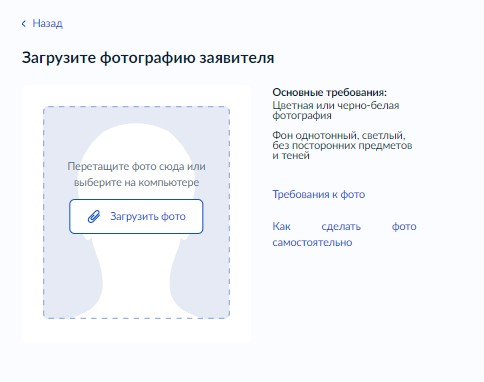 Назад
Загрузите фотографию заявителя
Перетащите фото сюда или
выберите на компьютере
Загрузить фото
Основные требования:
Цветная или черно-белая
фотография
Фон однотонный, светлый,
без посторонних предметов
и теней
Требования к фото
Как сделать фото
самостоятельно